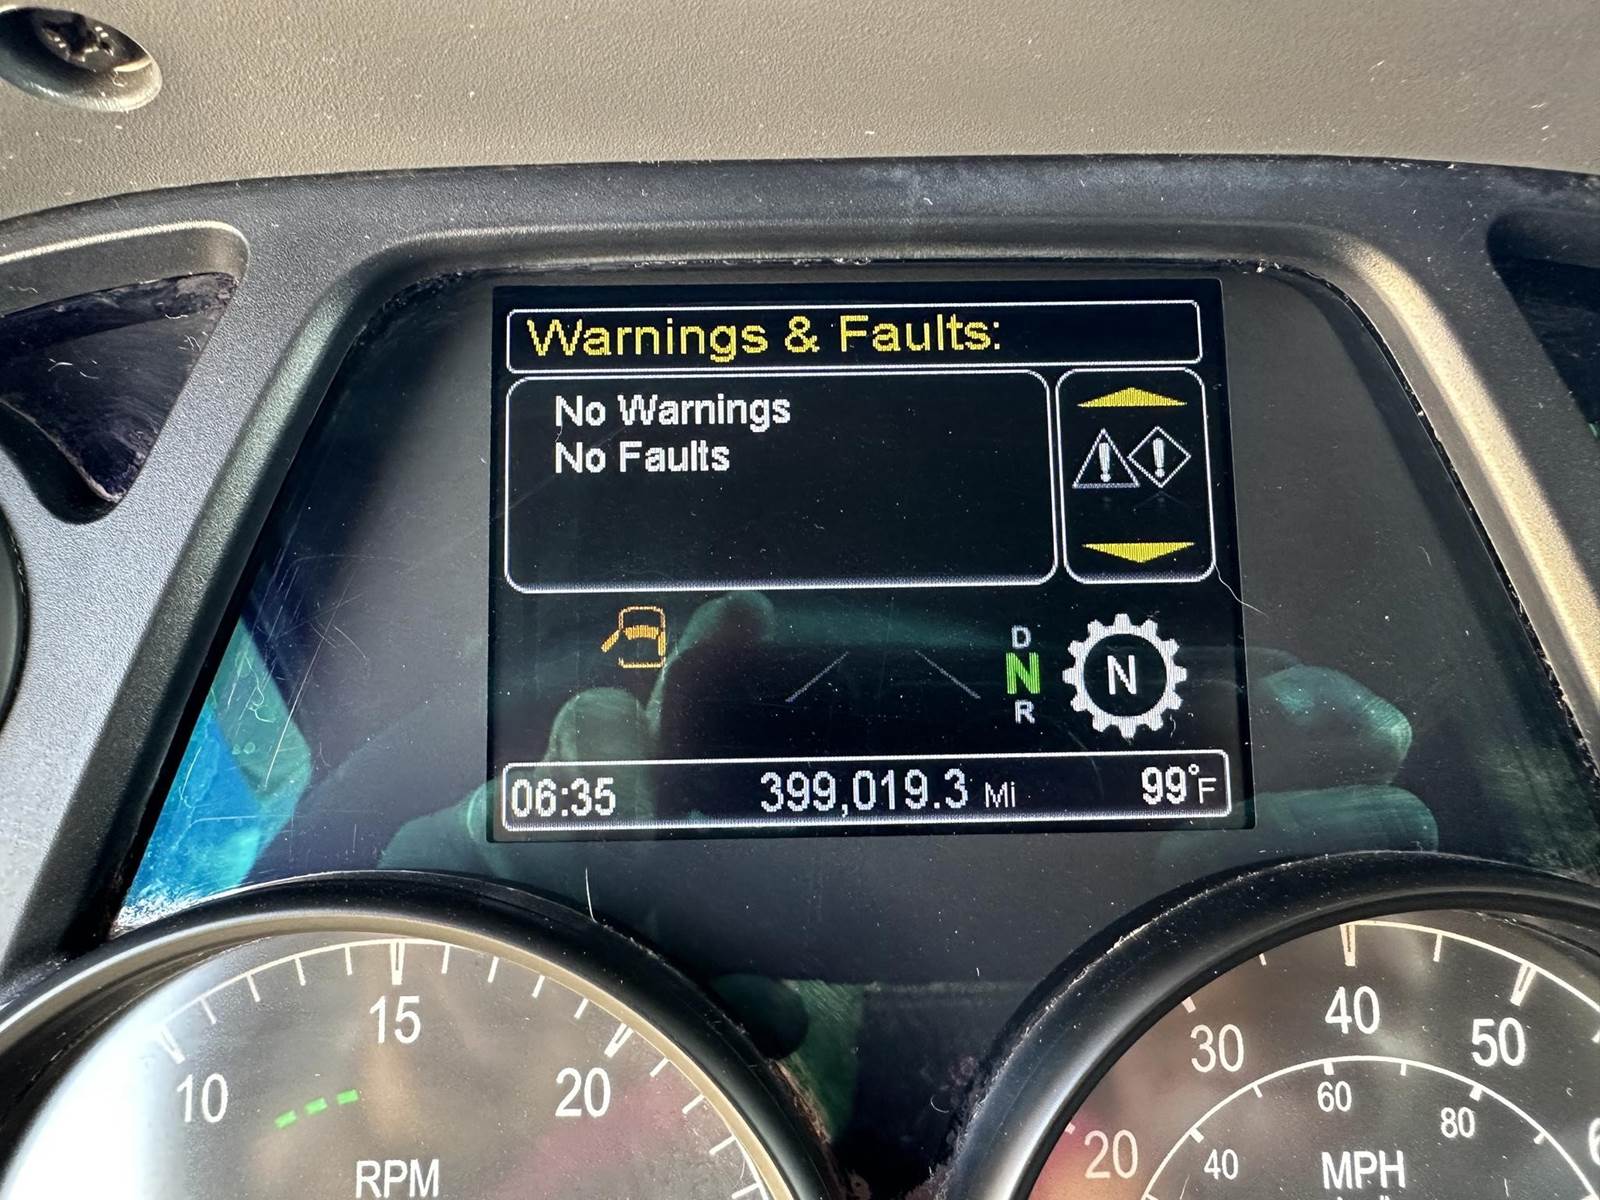 Warnings & Faults:
No Warnings
No Faults
D
N
R
N
06:35
399,019.3 Mi
99°F
10
15
20
RPM
20
30
40
50
40
60
80
MPH